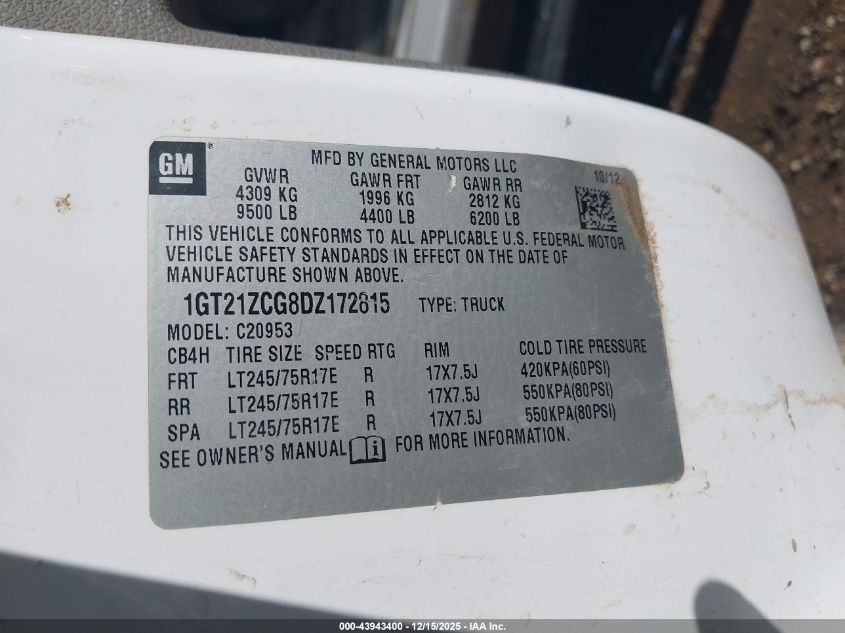 GM
MFD BY GENERAL MOTORS LLC
10/12
GVWR GAWR FRT GAWR RR
4309 KG 1996 KG 2812 KG
9500 LB 4400 LB 6200 LB
THIS VEHICLE CONFORMS TO ALL APPLICABLE U.S. FEDERAL MOTOR
VEHICLE SAFETY STANDARDS IN EFFECT ON THE DATE OF
MANUFACTURE SHOWN ABOVE.
1GT21ZCG8DZ172815 TYPE: TRUCK
MODEL: C20953
CB4H TIRE SIZE SPEED RTG RIM COLD TIRE PRESSURE
FRT LT245/75R17E R 17X7.5J 420KPA(60PSI)
RR LT245/75R17E R 17X7.5J 550KPA(80PSI)
SPA LT245/75R17E R 17X7.5J 550KPA(80PSI)
SEE OWNER'S MANUAL i FOR MORE INFORMATION.
000-43943400 - 12/15/2025 - IAA Inc.